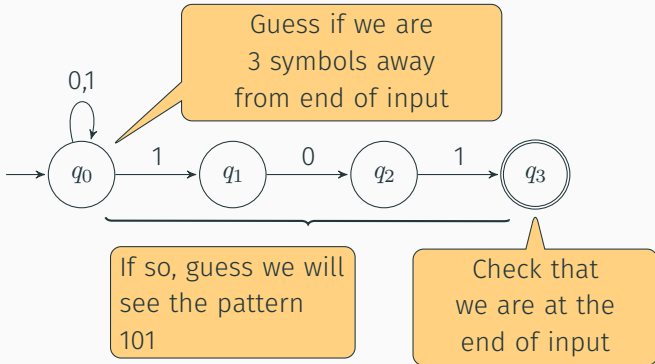 Guess if we are
3 symbols away
from end of input
0,1
q0
1
q1
0
q2
1
q3
If so, guess we will
see the pattern
101
Check that
we are at the
end of input